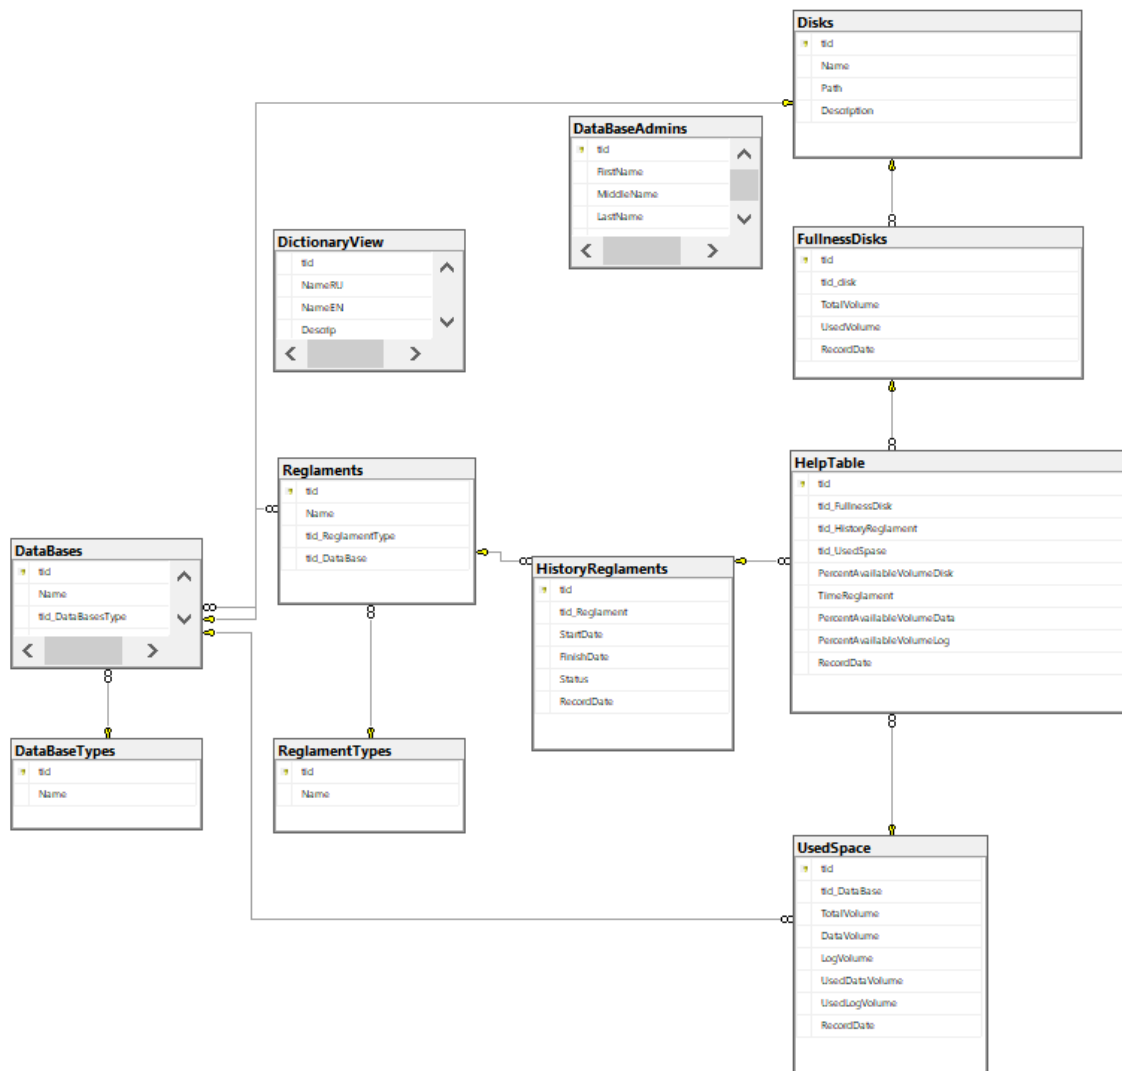 Disks
tid
Name
Path
Description
DataBaseAdmins
tid
FirstName
MiddleName
LastName
DictionaryView
tid
NameRU
NameEN
Descrip
FullnessDisks
tid
tid_disk
TotalVolume
UsedVolume
RecordDate
Reglaments
tid
Name
tid_ReglamentType
tid_DataBase
HelpTable
tid
tid_FullnessDisk
tid_HistoryReglament
tid_UsedSpase
PercentAvailableVolumeDisk
TimeReglament
PercentAvailableVolumeData
PercentAvailableVolumeLog
RecordDate
DataBases
tid
Name
tid_DataBasesType
HistoryReglaments
tid
tid_Reglament
StartDate
FinishDate
Status
RecordDate
DataBaseTypes
tid
Name
ReglamentTypes
tid
Name
UsedSpace
tid
tid_DataBase
TotalVolume
DataVolume
LogVolume
UsedDataVolume
UsedLogVolume
RecordDate